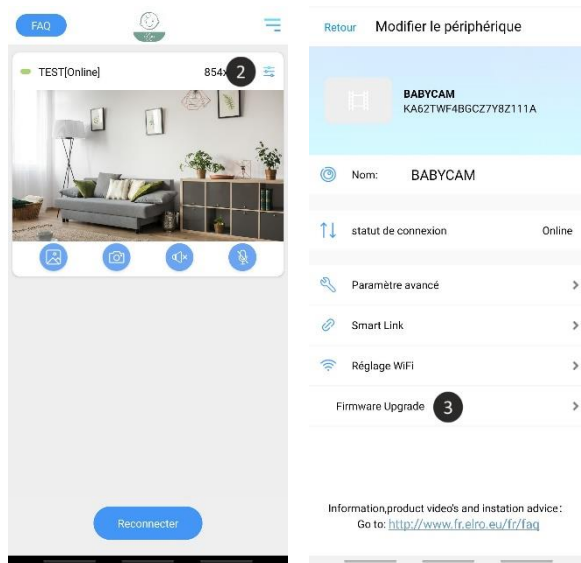 FAQ
TEST[Online]
854x
2
Reconnecter
Retour
Modifier le périphérique
BABYCAM
KA62TWF4BGCZ7Y8Z111A
Nom:
BABYCAM
statut de connexion
Online
Paramètre avancé
Smart Link
Réglage WiFi
Firmware Upgrade
3
Information,product video's and instation advice:
Go to: http://www.fr.elro.eu/fr/faq